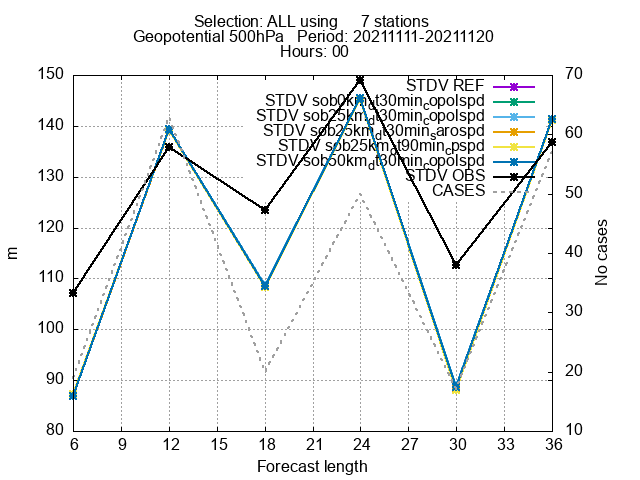 Selection: ALL using 7 stations
Geopotential 500hPa Period: 20211111-20211120
Hours: 00
150
140
130
120
110
100
90
80
m
70
60
50
40
30
20
10
No cases
STDV REF
STDV sob0km_dt30min_copolspd
STDV sob25km_dt30min_copolspd
STDV sob25km_dt30min_sarospd
STDV sob25km_dt90min_cpspd
STDV sob50km_dt30min_copolspd
STDV OBS
CASES
6 9 12 15 18 21 24 27 30 33 36
Forecast length